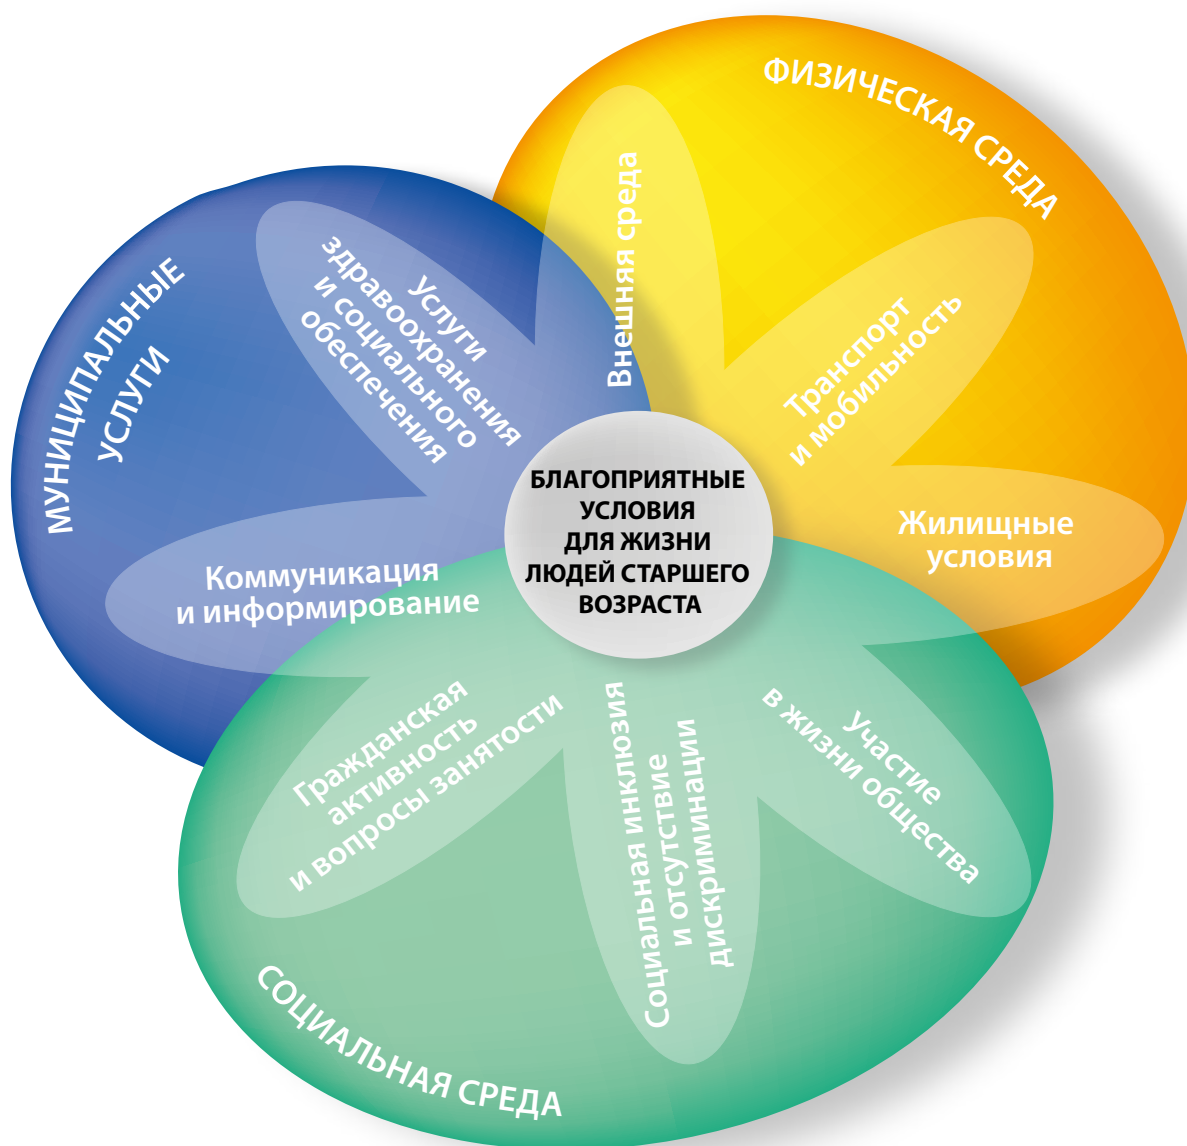 ФИЗИЧЕСКАЯ СРЕДА
Внешняя среда
Транспорт
и мобильность
Жилищные
условия
МУНИЦИПАЛЬНЫЕ
УСЛУГИ
Услуги
здравоохранения
и социального
обеспечения
Коммуникация
и информирование
БЛАГОПРИЯТНЫЕ
УСЛОВИЯ
ДЛЯ ЖИЗНИ
ЛЮДЕЙ СТАРШЕГО
ВОЗРАСТА
Гражданская
активность
и вопросы занятости
Социальная инклюзия
и отсутствие
дискриминации
Участие
в жизни общества
СОЦИАЛЬНАЯ СРЕДА